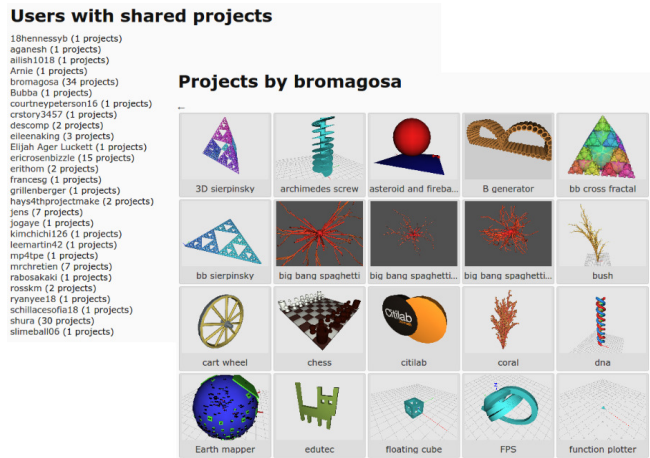 Users with shared projects
18hennessyb (1 projects)
aganesh (1 projects)
ailish1018 (1 projects)
Arnie (1 projects)
bromagosa (34 projects)
Bubba (1 projects)
courtneypeterson16 (1 projects)
crstory3457 (1 projects)
descomp (2 projects)
eileenaking (3 projects)
Elijah Ager Luckett (1 projects)
ericrosenbizzle (15 projects)
erithom (2 projects)
francesg (1 projects)
grillenberger (1 projects)
hays4thprojectmake (2 projects)
jens (7 projects)
jogaye (1 projects)
kimchichi126 (1 projects)
leemartin42 (1 projects)
mp4tpe (1 projects)
mrchretien (7 projects)
rabosakaki (1 projects)
rosskm (2 projects)
ryanyee18 (1 projects)
schillacesofia18 (1 projects)
shura (30 projects)
slimeball06 (1 projects)
Projects by bromagosa
←
3D sierpinsky
archimedes screw
asteroid and fireba...
B generator
bb cross fractal
bb sierpinsky
big bang spaghetti
big bang spaghetti...
big bang spaghetti...
bush
cart wheel
chess
Citilab
citilab
coral
dna
Earth mapper
edutec
floating cube
FPS
function plotter